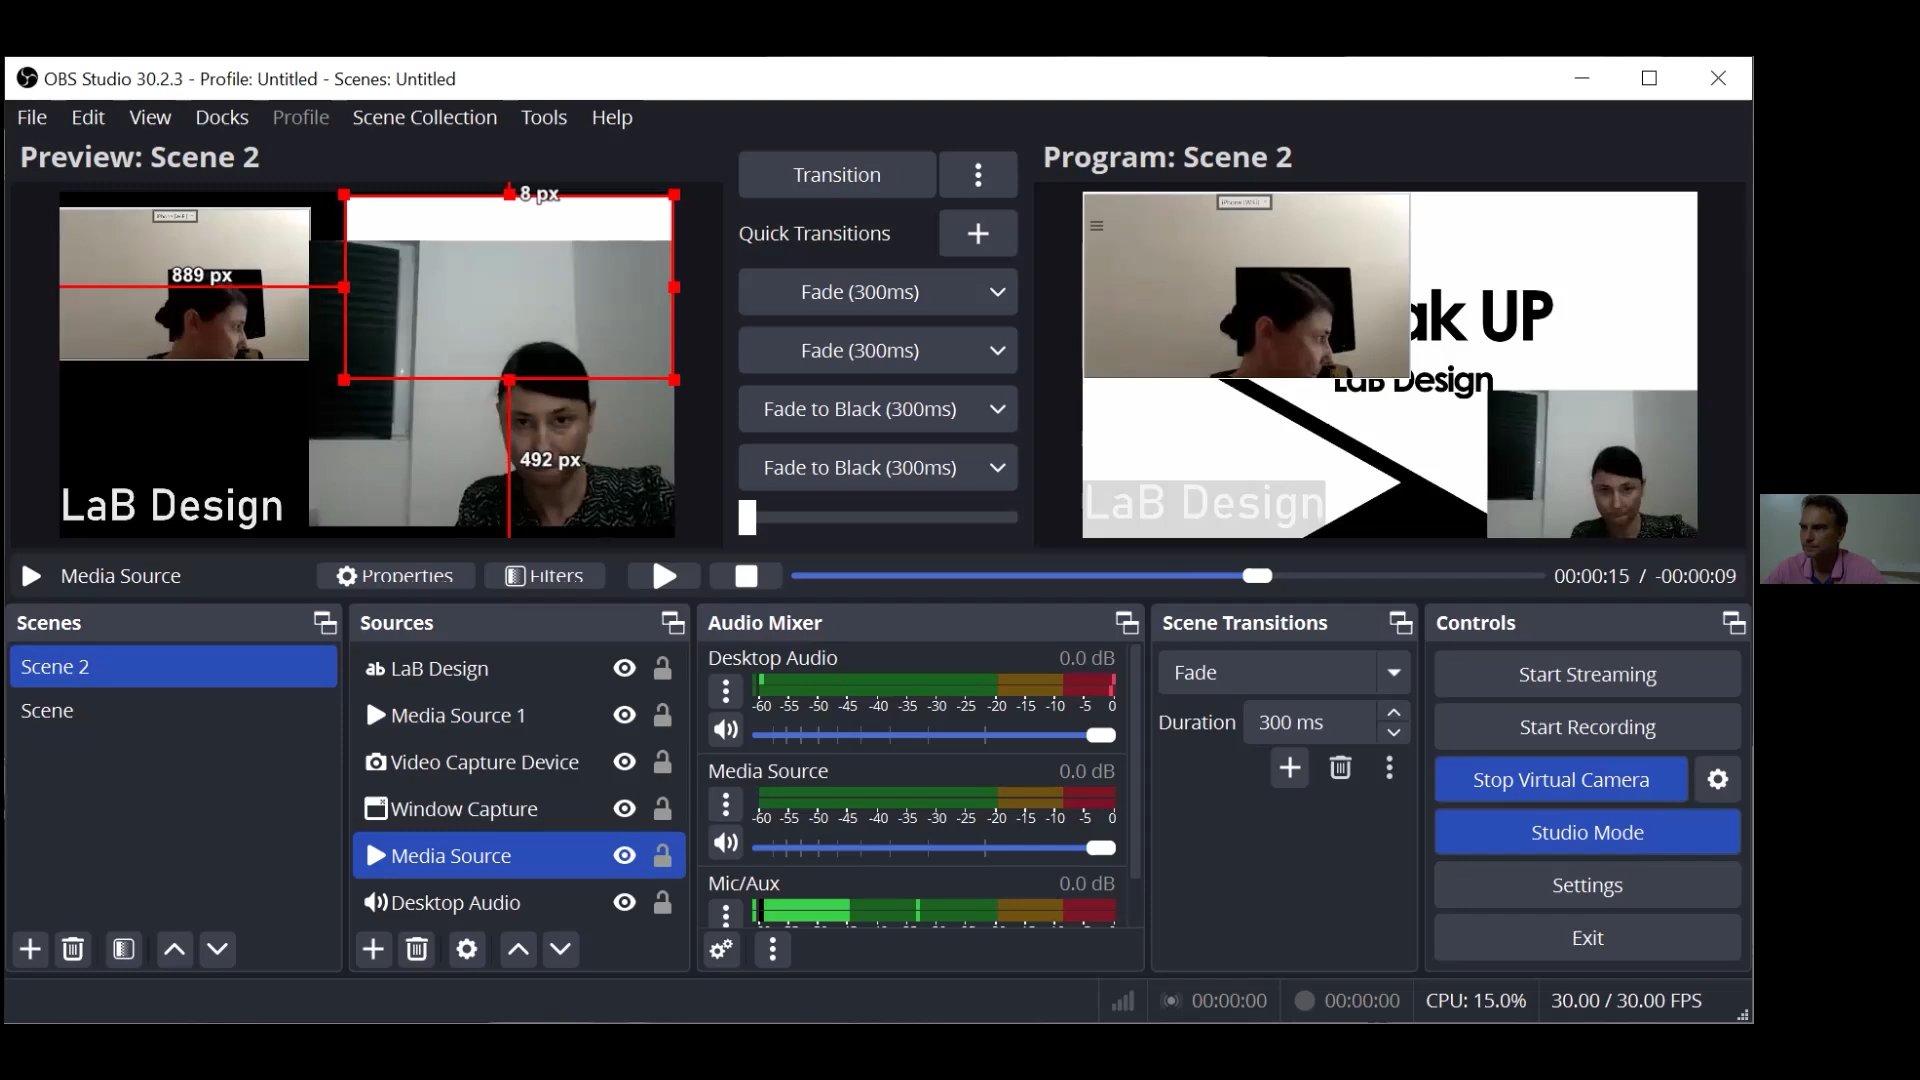 OBS Studio 30.2.3 - Profile: Untitled - Scenes: Untitled
File Edit View Docks Profile Scene Collection Tools Help
Preview: Scene 2
8 px
889 px
492 px
LaB Design
Transition
Quick Transitions
Fade (300ms)
Fade (300ms)
Fade to Black (300ms)
Fade to Black (300ms)
Program: Scene 2
ak UP
LaB Design
LaB Design
Media Source
Properties
Filters
00:00:15 / -00:00:09
Scenes
Scene 2
Scene
Sources
ab LaB Design
Media Source 1
Video Capture Device
Window Capture
Media Source
Desktop Audio
Audio Mixer
Desktop Audio 0.0 dB
-60 -55 -50 -45 -40 -35 -30 -25 -20 -15 -10 -5 0
Media Source 0.0 dB
-60 -55 -50 -45 -40 -35 -30 -25 -20 -15 -10 -5 0
Mic/Aux 0.0 dB
Scene Transitions
Fade
Duration 300 ms
Controls
Start Streaming
Start Recording
Stop Virtual Camera
Studio Mode
Settings
Exit
00:00:00
00:00:00
CPU: 15.0%
30.00 / 30.00 FPS